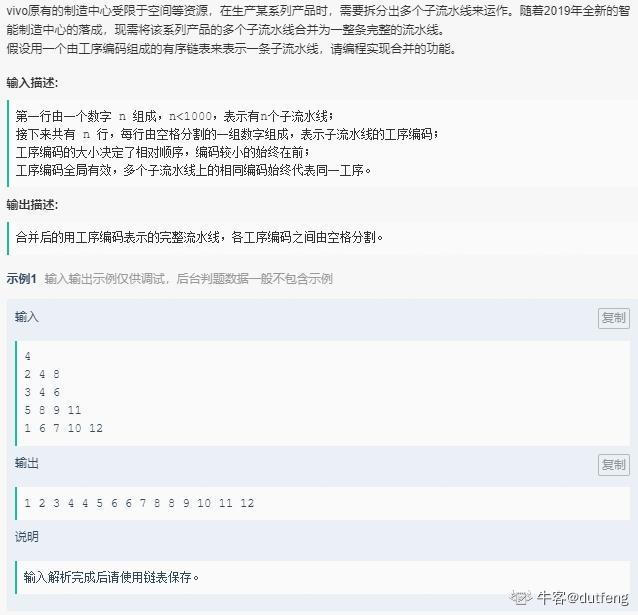 vivo原有的制造中心受限于空间等资源，在生产某系列产品时，需要拆分出多个子流水线来运作。随着2019年全新的智
能制造中心的落成，现需将该系列产品的多个子流水线合并为一整条完整的流水线。
假设用一个由工序编码组成的有序链表来表示一条子流水线，请编程实现合并的功能。
输入描述:
第一行由一个数字 n 组成，n<1000，表示有n个子流水线；
接下来共有 n 行，每行由空格分割的一组数字组成，表示子流水线的工序编码；
工序编码的大小决定了相对顺序，编码较小的始终在前；
工序编码全局有效，多个子流水线上的相同编码始终代表同一工序。
输出描述:
合并后的用工序编码表示的完整流水线，各工序编码之间由空格分割。
示例1 输入输出示例仅供调试，后台判题数据一般不包含示例
输入 复制
4
2 4 8
3 4 6
5 8 9 11
1 6 7 10 12
输出 复制
1 2 3 4 4 5 6 6 7 8 8 9 10 11 12
说明
输入解析完成后请使用链表保存。
牛客@dutfeng